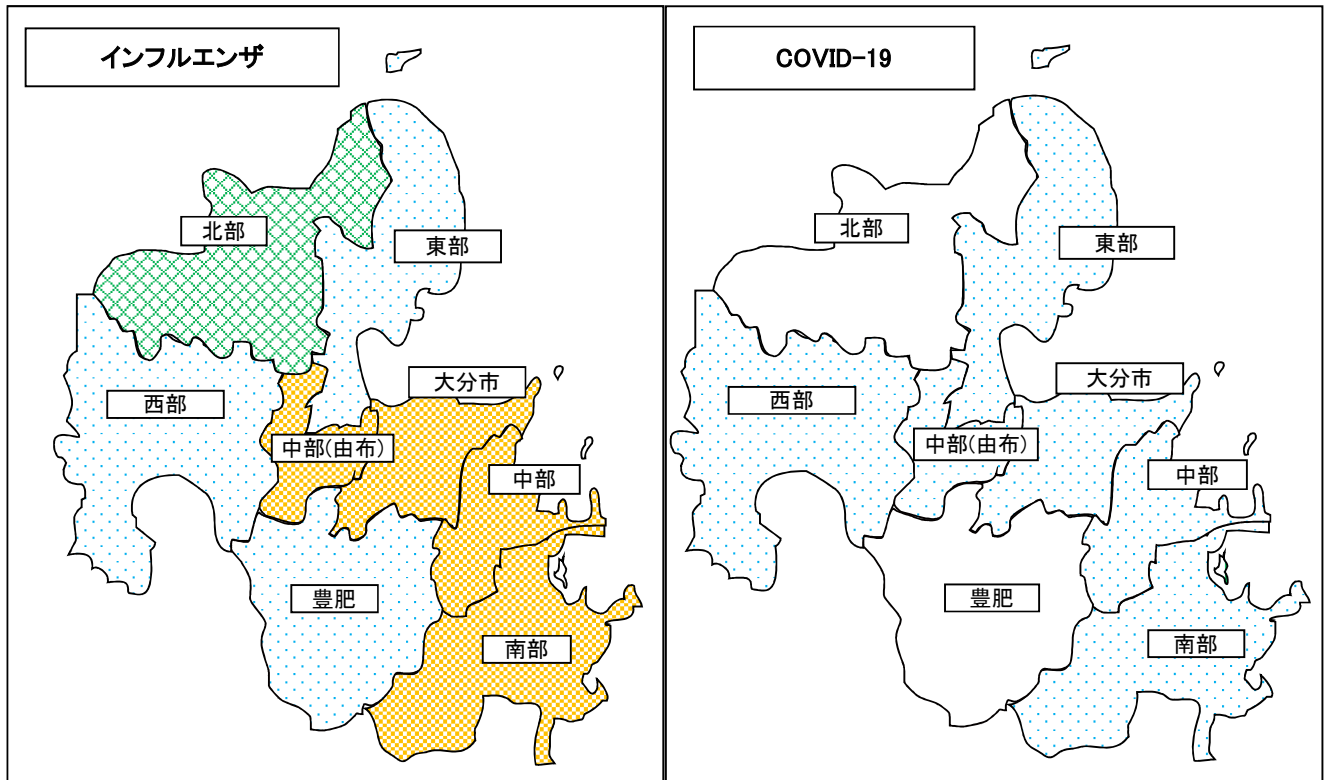 インフルエンザ
北部
東部
大分市
西部
中部(由布)
中部
豊肥
南部
COVID-19
北部
東部
大分市
西部
中部(由布)
中部
豊肥
南部